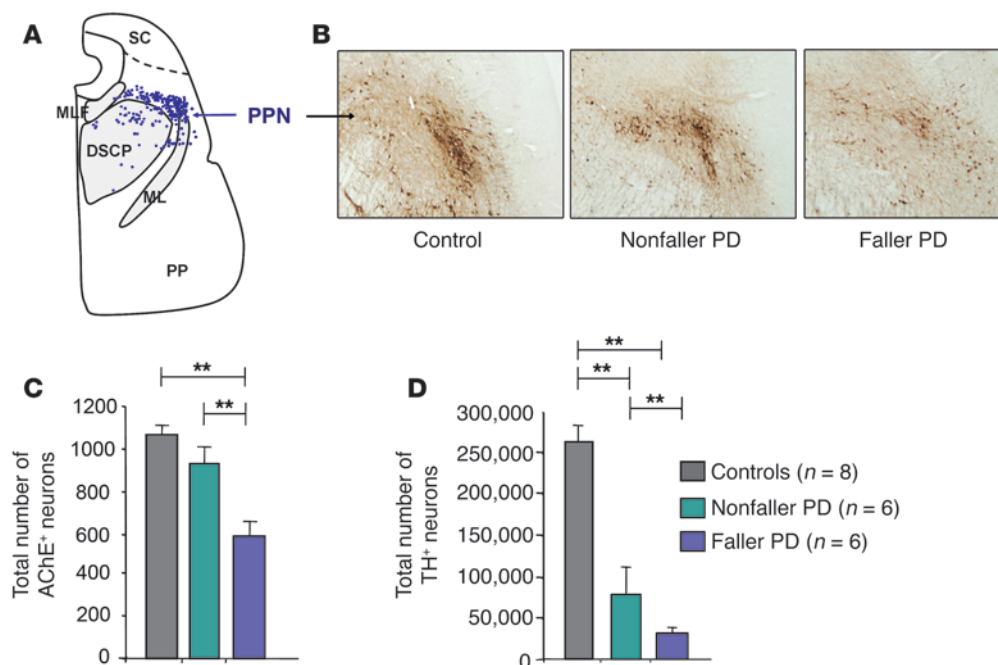 A
SC
MLF
DSCP
ML
PP
PPN
B
Control
Nonfaller PD
Faller PD
C
**
**
Total number of
AChE⁺ neurons
1200
1000
800
600
400
200
0
D
**
**
**
Total number of
TH⁺ neurons
300,000
250,000
200,000
150,000
100,000
50,000
0
Controls (n = 8)
Nonfaller PD (n = 6)
Faller PD (n = 6)